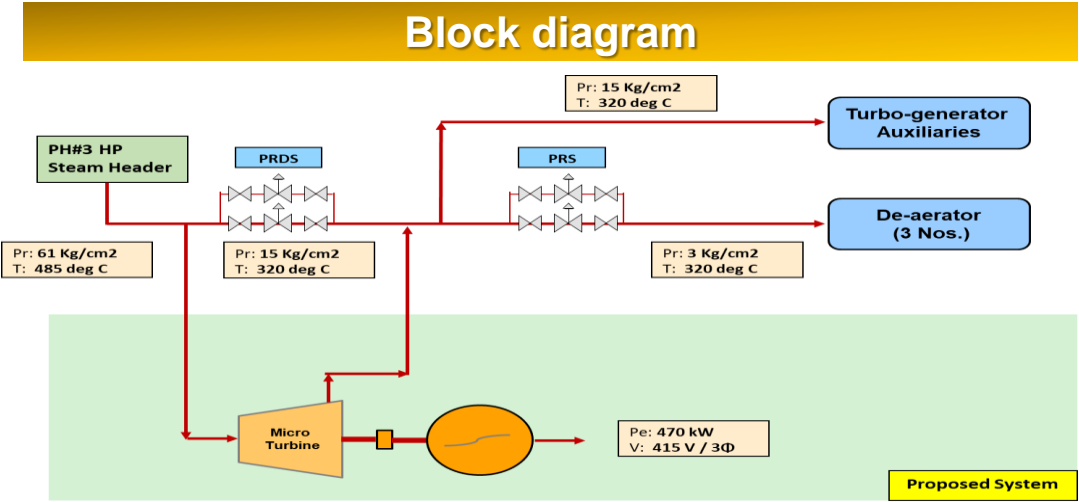 Block diagram
Pr: 15 Kg/cm2
T: 320 deg C
Turbo-generator
Auxiliaries
PH#3 HP
Steam Header
PRDS
PRS
De-aerator
(3 Nos.)
Pr: 61 Kg/cm2
T: 485 deg C
Pr: 15 Kg/cm2
T: 320 deg C
Pr: 3 Kg/cm2
T: 320 deg C
Micro
Turbine
Pe: 470 kW
V: 415 V / 3Φ
Proposed System